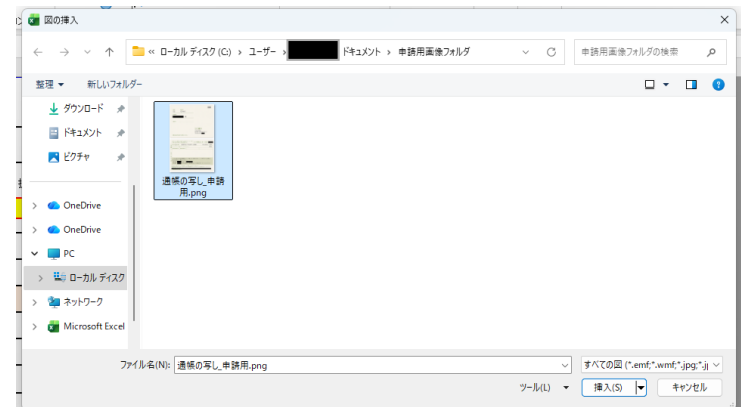 図の挿入
« ローカル ディスク (C:) › ユーザー › ドキュメント › 申請用画像フォルダ
申請用画像フォルダの検索
整理 新しいフォルダー
ダウンロード
ドキュメント
ピクチャ
通帳の写し_申請
用.png
OneDrive
OneDrive
PC
ローカル ディスク
ネットワーク
Microsoft Excel
ファイル名(N): 通帳の写し_申請用.png
すべての図 (*.emf;*.wmf;*.jpg;*.j
ツール(L) 挿入(S) キャンセル